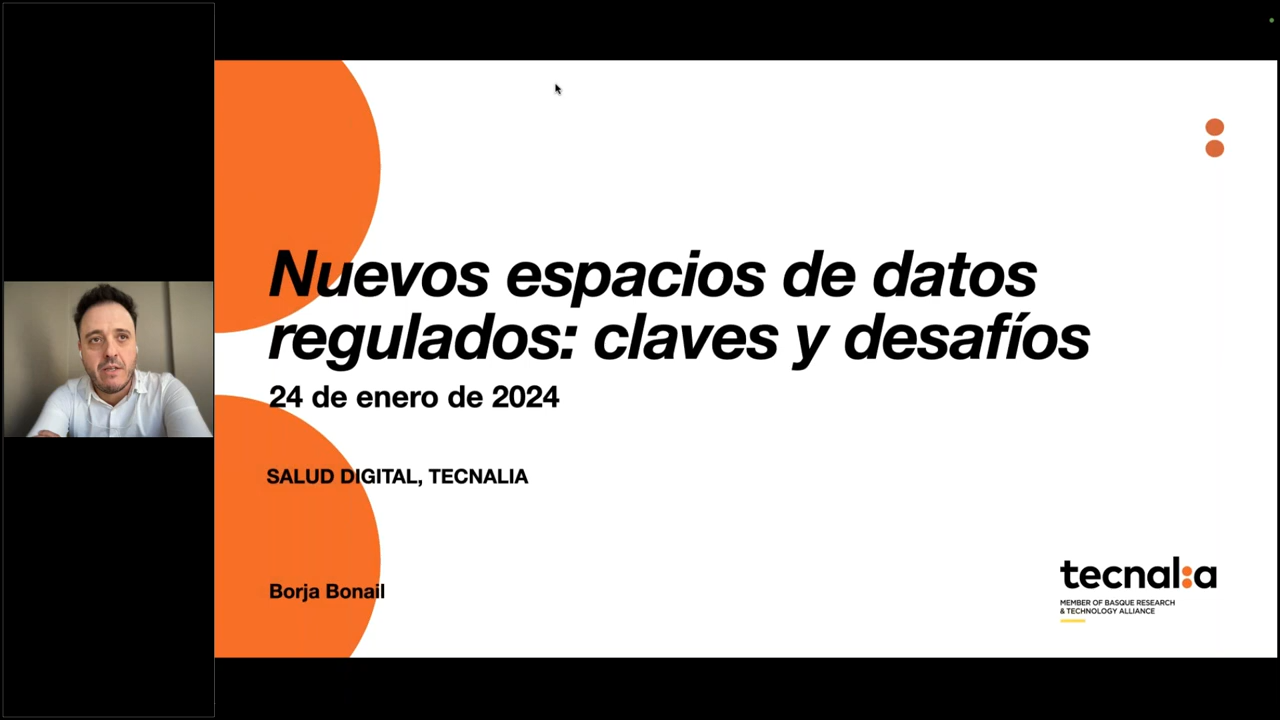 Nuevos espacios de datos
regulados: claves y desafíos
24 de enero de 2024
SALUD DIGITAL, TECNALIA
Borja Bonail
tecnal:a
MEMBER OF BASQUE RESEARCH
& TECHNOLOGY ALLIANCE